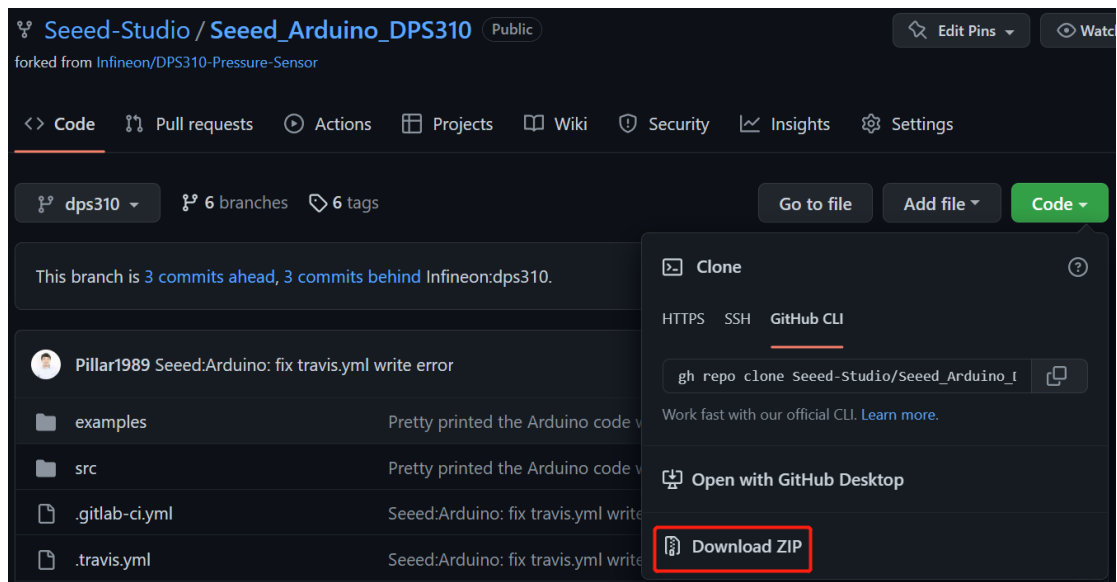 Seeed-Studio / Seeed_Arduino_DPS310 Public
Edit Pins
forked from Infineon/DPS310-Pressure-Sensor
<> Code Pull requests Actions Projects Wiki Security Insights Settings
dps310 6 branches 6 tags Go to file Add file Code
This branch is 3 commits ahead, 3 commits behind Infineon:dps310.
Clone
HTTPS SSH GitHub CLI
gh repo clone Seeed-Studio/Seeed_Arduino_
Work fast with our official CLI. Learn more.
Open with GitHub Desktop
Download ZIP
Pillar1989 Seeed:Arduino: fix travis.yml write error
examples Pretty printed the Arduino code
src Pretty printed the Arduino code
.gitlab-ci.yml Seeed:Arduino: fix travis.yml write
.travis.yml Seeed:Arduino: fix travis.yml write